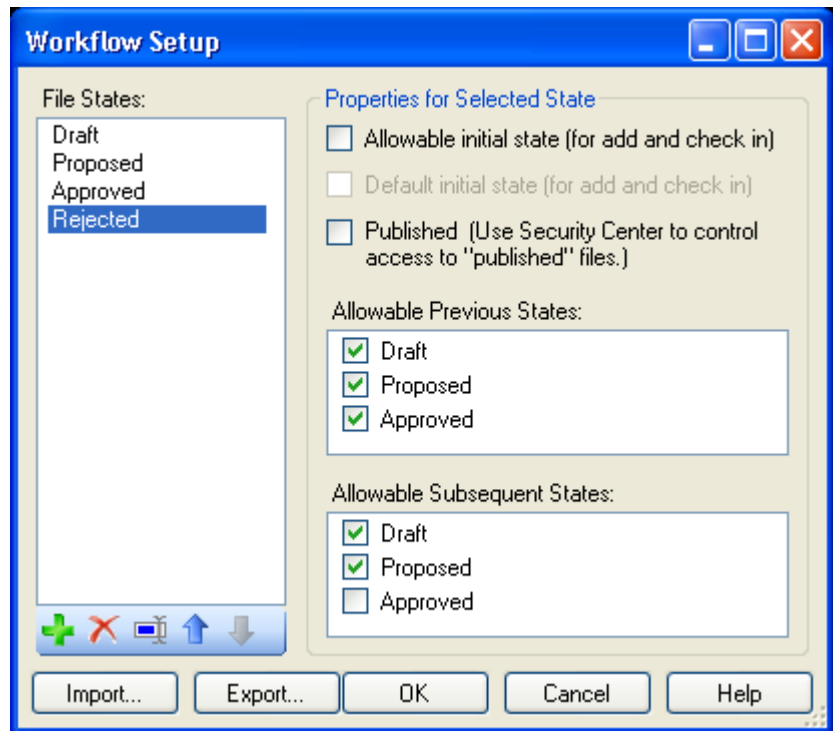 Workflow Setup
File States:
Draft
Proposed
Approved
Rejected
Properties for Selected State
Allowable initial state (for add and check in)
Default initial state (for add and check in)
Published (Use Security Center to control
access to "published" files.)
Allowable Previous States:
Draft
Proposed
Approved
Allowable Subsequent States:
Draft
Proposed
Approved
Import...
Export...
OK
Cancel
Help